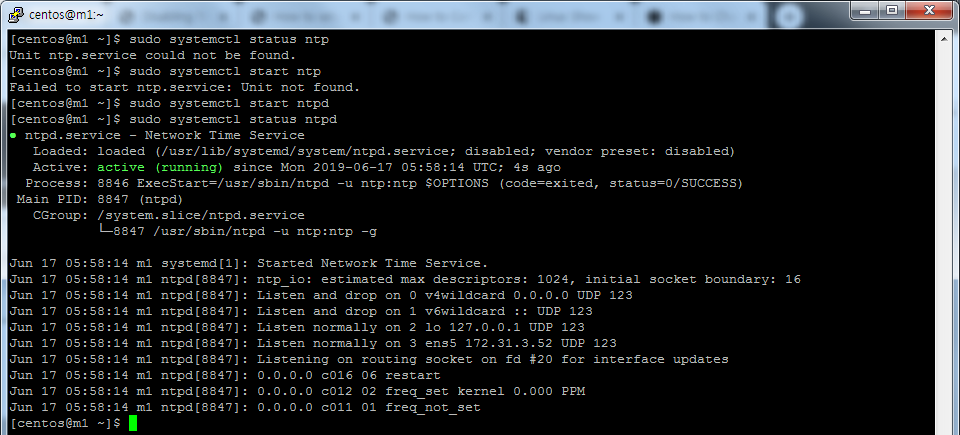 centos@m1:~
[centos@m1 ~]$ sudo systemctl status ntp
Unit ntp.service could not be found.
[centos@m1 ~]$ sudo systemctl start ntp
Failed to start ntp.service: Unit not found.
[centos@m1 ~]$ sudo systemctl start ntpd
[centos@m1 ~]$ sudo systemctl status ntpd
● ntpd.service - Network Time Service
   Loaded: loaded (/usr/lib/systemd/system/ntpd.service; disabled; vendor preset: disabled)
   Active: active (running) since Mon 2019-06-17 05:58:14 UTC; 4s ago
  Process: 8846 ExecStart=/usr/sbin/ntpd -u ntp:ntp $OPTIONS (code=exited, status=0/SUCCESS)
 Main PID: 8847 (ntpd)
   CGroup: /system.slice/ntpd.service
           └─8847 /usr/sbin/ntpd -u ntp:ntp -g
Jun 17 05:58:14 m1 systemd[1]: Started Network Time Service.
Jun 17 05:58:14 m1 ntpd[8847]: ntp_io: estimated max descriptors: 1024, initial socket boundary: 16
Jun 17 05:58:14 m1 ntpd[8847]: Listen and drop on 0 v4wildcard 0.0.0.0 UDP 123
Jun 17 05:58:14 m1 ntpd[8847]: Listen and drop on 1 v6wildcard :: UDP 123
Jun 17 05:58:14 m1 ntpd[8847]: Listen normally on 2 lo 127.0.0.1 UDP 123
Jun 17 05:58:14 m1 ntpd[8847]: Listen normally on 3 ens5 172.31.3.52 UDP 123
Jun 17 05:58:14 m1 ntpd[8847]: Listening on routing socket on fd #20 for interface updates
Jun 17 05:58:14 m1 ntpd[8847]: 0.0.0.0 c016 06 restart
Jun 17 05:58:14 m1 ntpd[8847]: 0.0.0.0 c012 02 freq_set kernel 0.000 PPM
Jun 17 05:58:14 m1 ntpd[8847]: 0.0.0.0 c011 01 freq_not_set
[centos@m1 ~]$